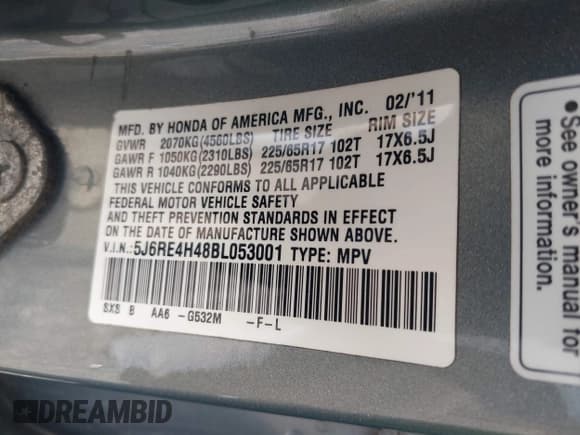 MFD. BY HONDA OF AMERICA MFG., INC. 02/'11
GVWR 2070KG(4560LBS) TIRE SIZE RIM SIZE
GAWR F 1050KG(2310LBS) 225/65R17 102T 17X6.5J
GAWR R 1040KG(2290LBS) 225/65R17 102T 17X6.5J
THIS VEHICLE CONFORMS TO ALL APPLICABLE
FEDERAL MOTOR VEHICLE SAFETY
AND THEFT PREVENTION STANDARDS IN EFFECT
ON THE DATE OF MANUFACTURE SHOWN ABOVE.
V.I.N.: 5J6RE4H48BL053001 TYPE: MPV
SXS B AA6 -G532M -F-L
●See owner's
more information.
●
manual for
DREAMBID